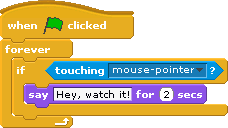 when clicked
forever
if touching mouse-pointer ?
say Hey, watch it! for 2 secs